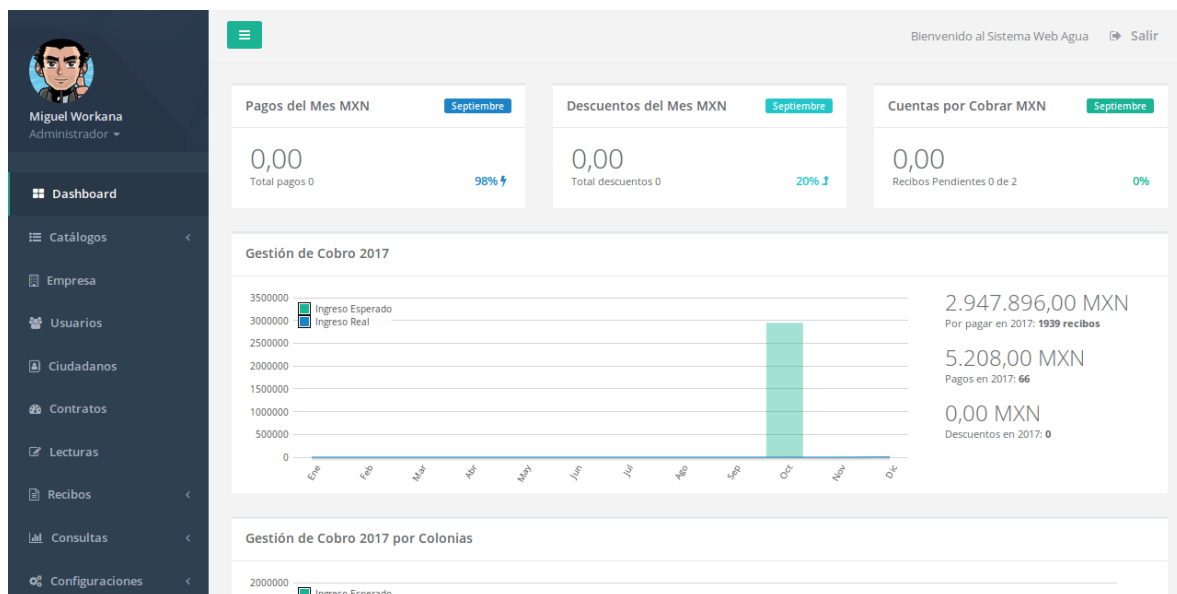 Bienvenido al Sistema Web Agua Salir
Miguel Workana
Administrador
Dashboard
Catálogos
Empresa
Usuarios
Ciudadanos
Contratos
Lecturas
Recibos
Consultas
Configuraciones
Pagos del Mes MXN Septiembre
0,00
Total pagos 0 98%
Descuentos del Mes MXN Septiembre
0,00
Total descuentos 0 20%
Cuentas por Cobrar MXN Septiembre
0,00
Recibos Pendientes 0 de 2 0%
Gestión de Cobro 2017
3500000
3000000
2500000
2000000
1500000
1000000
500000
0
Ingreso Esperado
Ingreso Real
Ene Feb Mar Abr May Jun Jul Ago Sep Oct Nov Dic
2.947.896,00 MXN
Por pagar en 2017: 1939 recibos
5.208,00 MXN
Pagos en 2017: 66
0,00 MXN
Descuentos en 2017: 0
Gestión de Cobro 2017 por Colonias
2000000
Ingreso Esperado